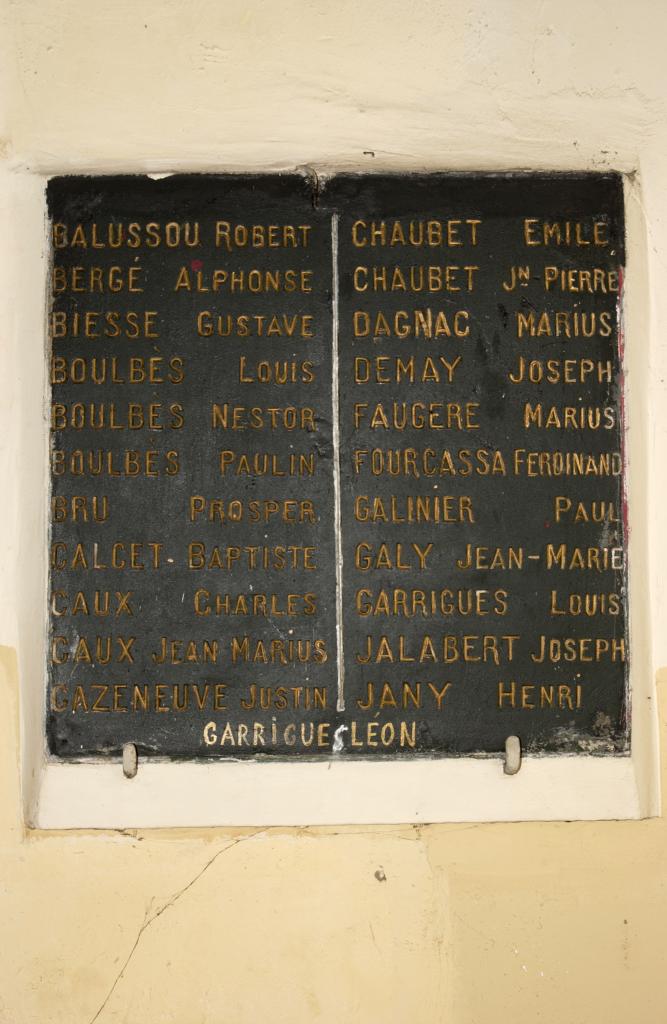 BALUSSOU ROBERT
BERGÉ ALPHONSE
BIESSE GUSTAVE
BOULBÈS LOUIS
BOULBÈS NESTOR
BOULBÈS PAULIN
BRU PROSPER
CALCET BAPTISTE
CAUX CHARLES
CAUX JEAN MARIUS
CAZENEUVE JUSTIN
CHAUBET EMILE
CHAUBET JN PIERRE
DAGNAC MARIUS
DEMAY JOSEPH
FAUGERE MARIUS
FOURCASSA FERDINAND
GALINIER PAUL
GALY JEAN-MARIE
GARRIGUES LOUIS
JALABERT JOSEPH
JANY HENRI
GARRIGUES LÉON